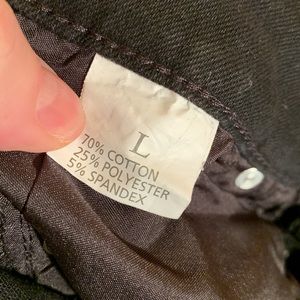 L
70% COTTON
25% POLYESTER
5% SPANDEX